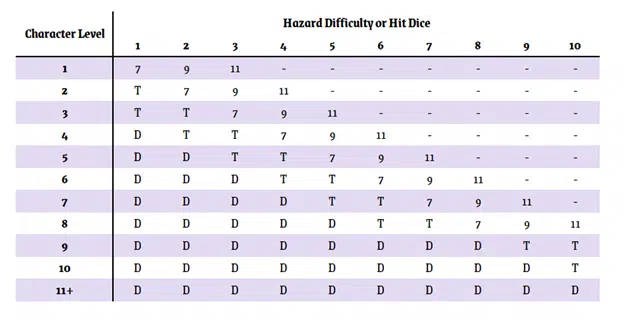 Hazard Difficulty or Hit Dice
Character Level
1 2 3 4 5 6 7 8 9 10
1 7 9 11 - - - - - - -
2 T 7 9 11 - - - - - -
3 T T 7 9 11 - - - - -
4 D T T 7 9 11 - - - -
5 D D T T 7 9 11 - - -
6 D D D T T 7 9 11 - -
7 D D D D T T 7 9 11 -
8 D D D D D T T 7 9 11
9 D D D D D D D D T T
10 D D D D D D D D D T
11+ D D D D D D D D D D